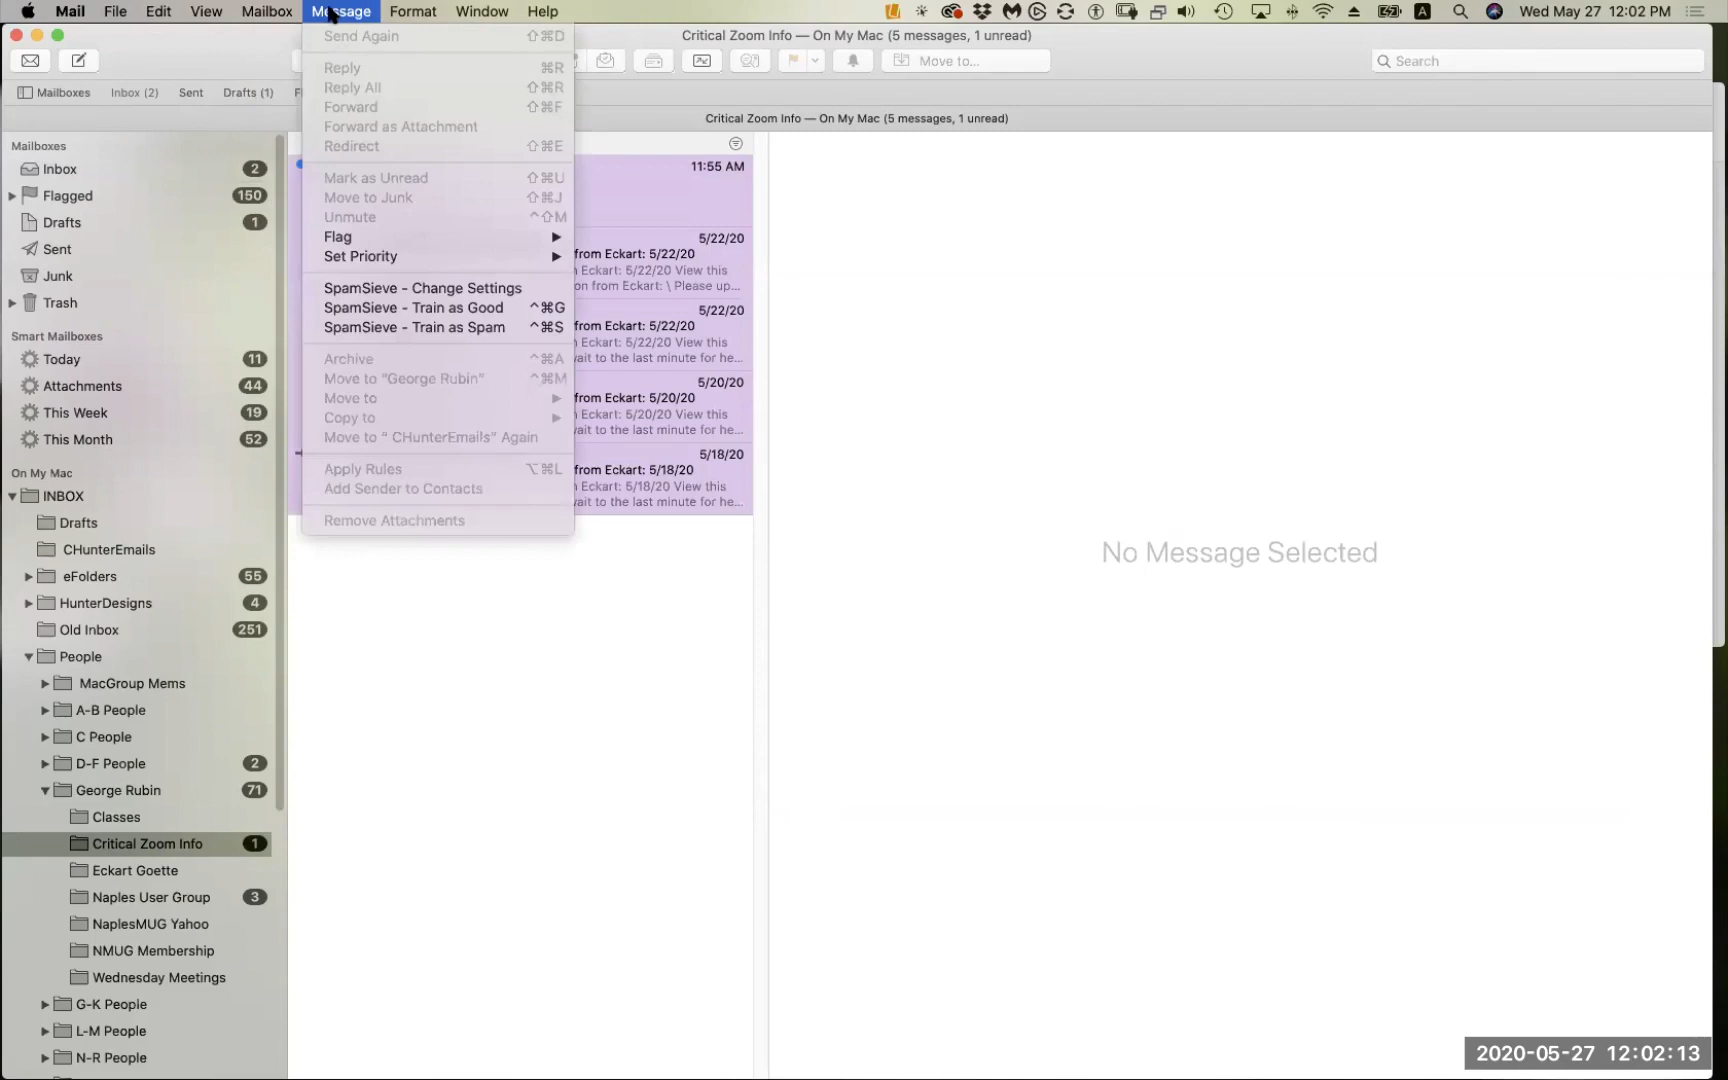 Mail File Edit View Mailbox Message Format Window Help Wed May 27 12:02 PM
Critical Zoom Info — On My Mac (5 messages, 1 unread)
Move to... Search
Mailboxes Inbox (2) Sent Drafts (1)
Critical Zoom Info — On My Mac (5 messages, 1 unread)
Mailboxes
Inbox 2
Flagged 150
Drafts 1
Sent
Junk
Trash
Smart Mailboxes
Today 11
Attachments 44
This Week 19
This Month 52
On My Mac
INBOX
Drafts
CHunterEmails
eFolders 55
HunterDesigns 4
Old Inbox 251
People
MacGroup Mems
A-B People
C People
D-F People 2
George Rubin 71
Classes
Critical Zoom Info 1
Eckart Goette
Naples User Group 3
NaplesMUG Yahoo
NMUG Membership
Wednesday Meetings
G-K People
L-M People
N-R People
Send Again ⇧⌘D
Reply ⌘R
Reply All ⇧⌘R
Forward ⇧⌘F
Forward as Attachment
Redirect ⇧⌘E
Mark as Unread ⇧⌘U
Move to Junk ⇧⌘J
Unmute ^⇧M
Flag
Set Priority
SpamSieve - Change Settings
SpamSieve - Train as Good ^⌘G
SpamSieve - Train as Spam ^⌘S
Archive ^⌘A
Move to "George Rubin" ^⌘M
Move to
Copy to
Move to " CHunterEmails" Again
Apply Rules ⌥⌘L
Add Sender to Contacts
Remove Attachments
11:55 AM
5/22/20
from Eckart: 5/22/20
Eckart: 5/22/20 View this
on from Eckart: \ Please up...
5/22/20
from Eckart: 5/22/20
Eckart: 5/22/20 View this
wait to the last minute for he...
5/20/20
from Eckart: 5/20/20
Eckart: 5/20/20 View this
wait to the last minute for he...
5/18/20
from Eckart: 5/18/20
Eckart: 5/18/20 View this
wait to the last minute for he...
No Message Selected
2020-05-27 12:02:13